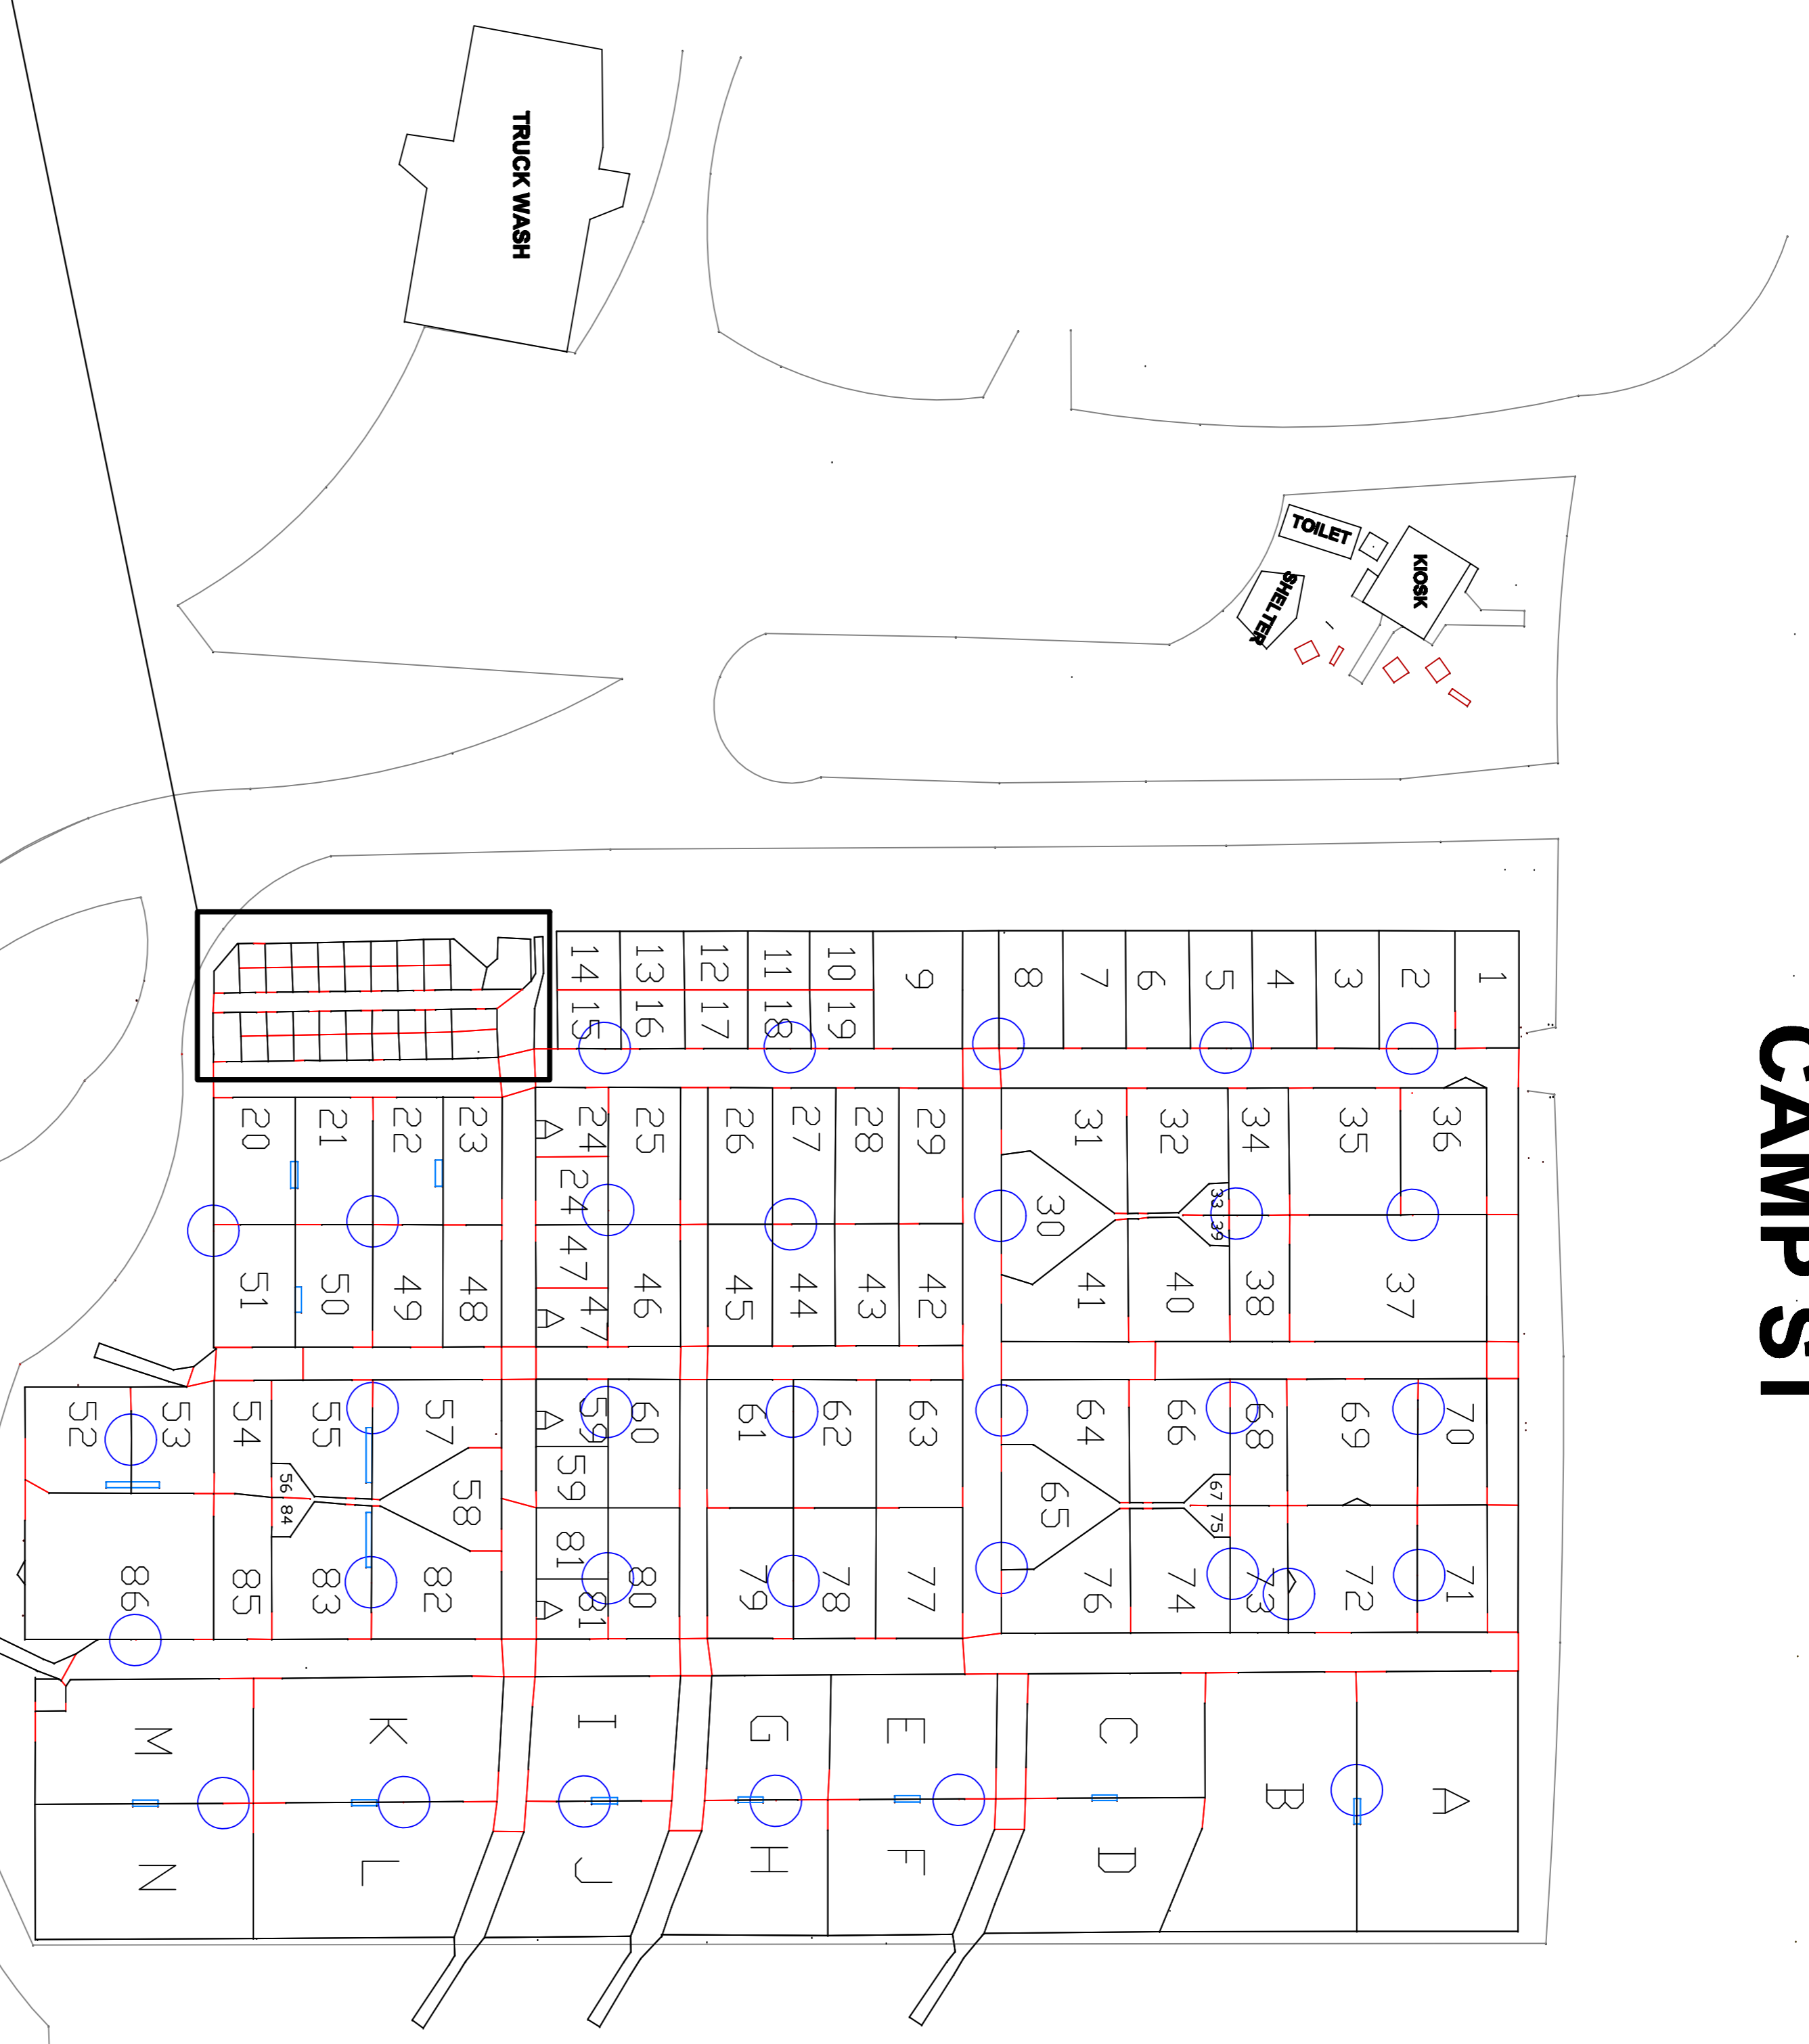 TRUCK WASH
TOILET
KIOSK
SHELTER
CAMP ST
14 13 12 11 10 9 8 7 6 5 4 3 2 1
15 16 17 18 19
20 21 22 23 24 25 26 27 28 29 31 32 34 35 36
A
24 30 33 39
51 50 49 48 47 46 45 44 43 42 41 40 38 37
A 47
52 53 54 55 57 59 60 61 62 63 64 66 68 69 70
A
56 84 58 59 65 67 75
86 85 83 82 81 80 79 78 77 76 74 73 72 71
A 81
M K I G E C B A
N L J H F D